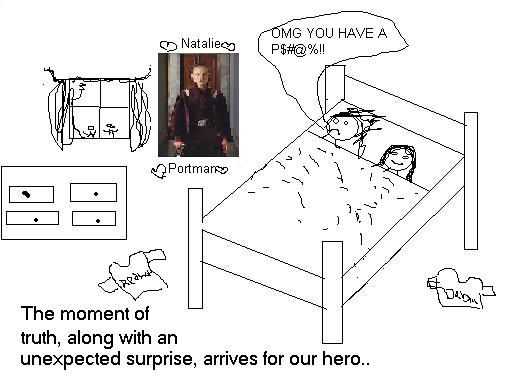 OMG YOU HAVE A
P$#@%!!
Natalie
Portman
The moment of
truth, along with an
unexpected surprise, arrives for our hero..